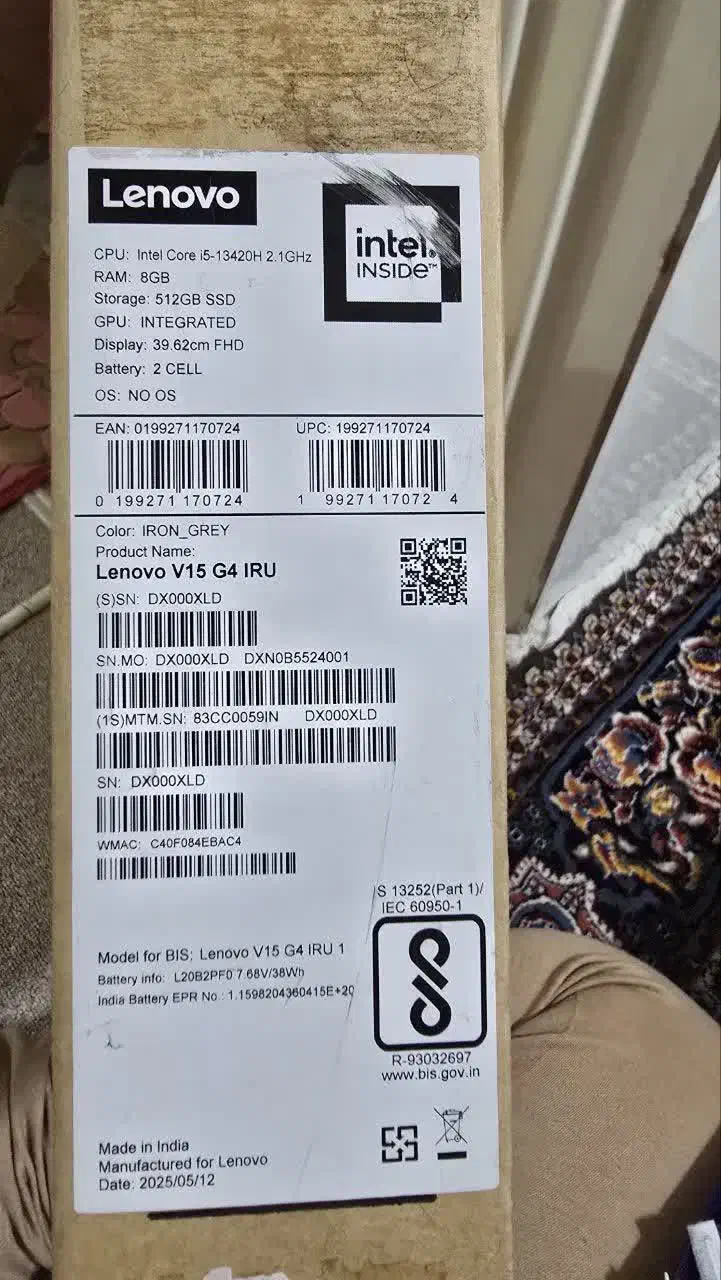 Lenovo
intel
INSIDE™
CPU: Intel Core i5-13420H 2.1GHz
RAM: 8GB
Storage: 512GB SSD
GPU: INTEGRATED
Display: 39.62cm FHD
Battery: 2 CELL
OS: NO OS
EAN: 0199271170724 UPC: 199271170724
0 199271 170724 1 99271 17072 4
Color: IRON_GREY
Product Name:
Lenovo V15 G4 IRU
(S)SN: DX000XLD
SN.MO: DX000XLD DXN0B5524001
(1S)MTM.SN: 83CC0059IN DX000XLD
SN: DX000XLD
WMAC: C40F084EBAC4
IS 13252(Part 1)/
IEC 60950-1
Model for BIS: Lenovo V15 G4 IRU 1
Battery info: L20B2PF0 7.68V/38Wh
India Battery EPR No.: 1.1598204360415E+20
R-93032697
www.bis.gov.in
Made in India
Manufactured for Lenovo
Date: 2025/05/12